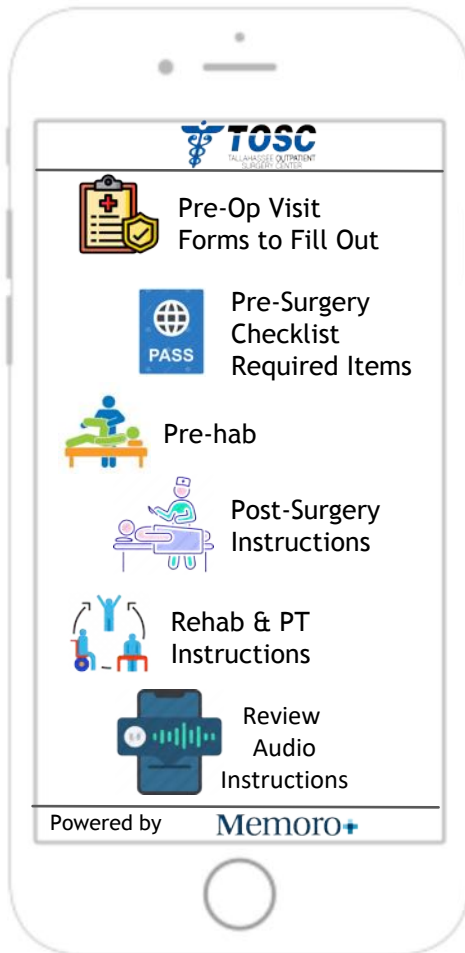 TOSC
TALLAHASSEE OUTPATIENT
SURGERY CENTER
Pre-Op Visit
Forms to Fill Out
PASS
Pre-Surgery
Checklist
Required Items
Pre-hab
Post-Surgery
Instructions
Rehab & PT
Instructions
Review
Audio
Instructions
Powered by Memoro+